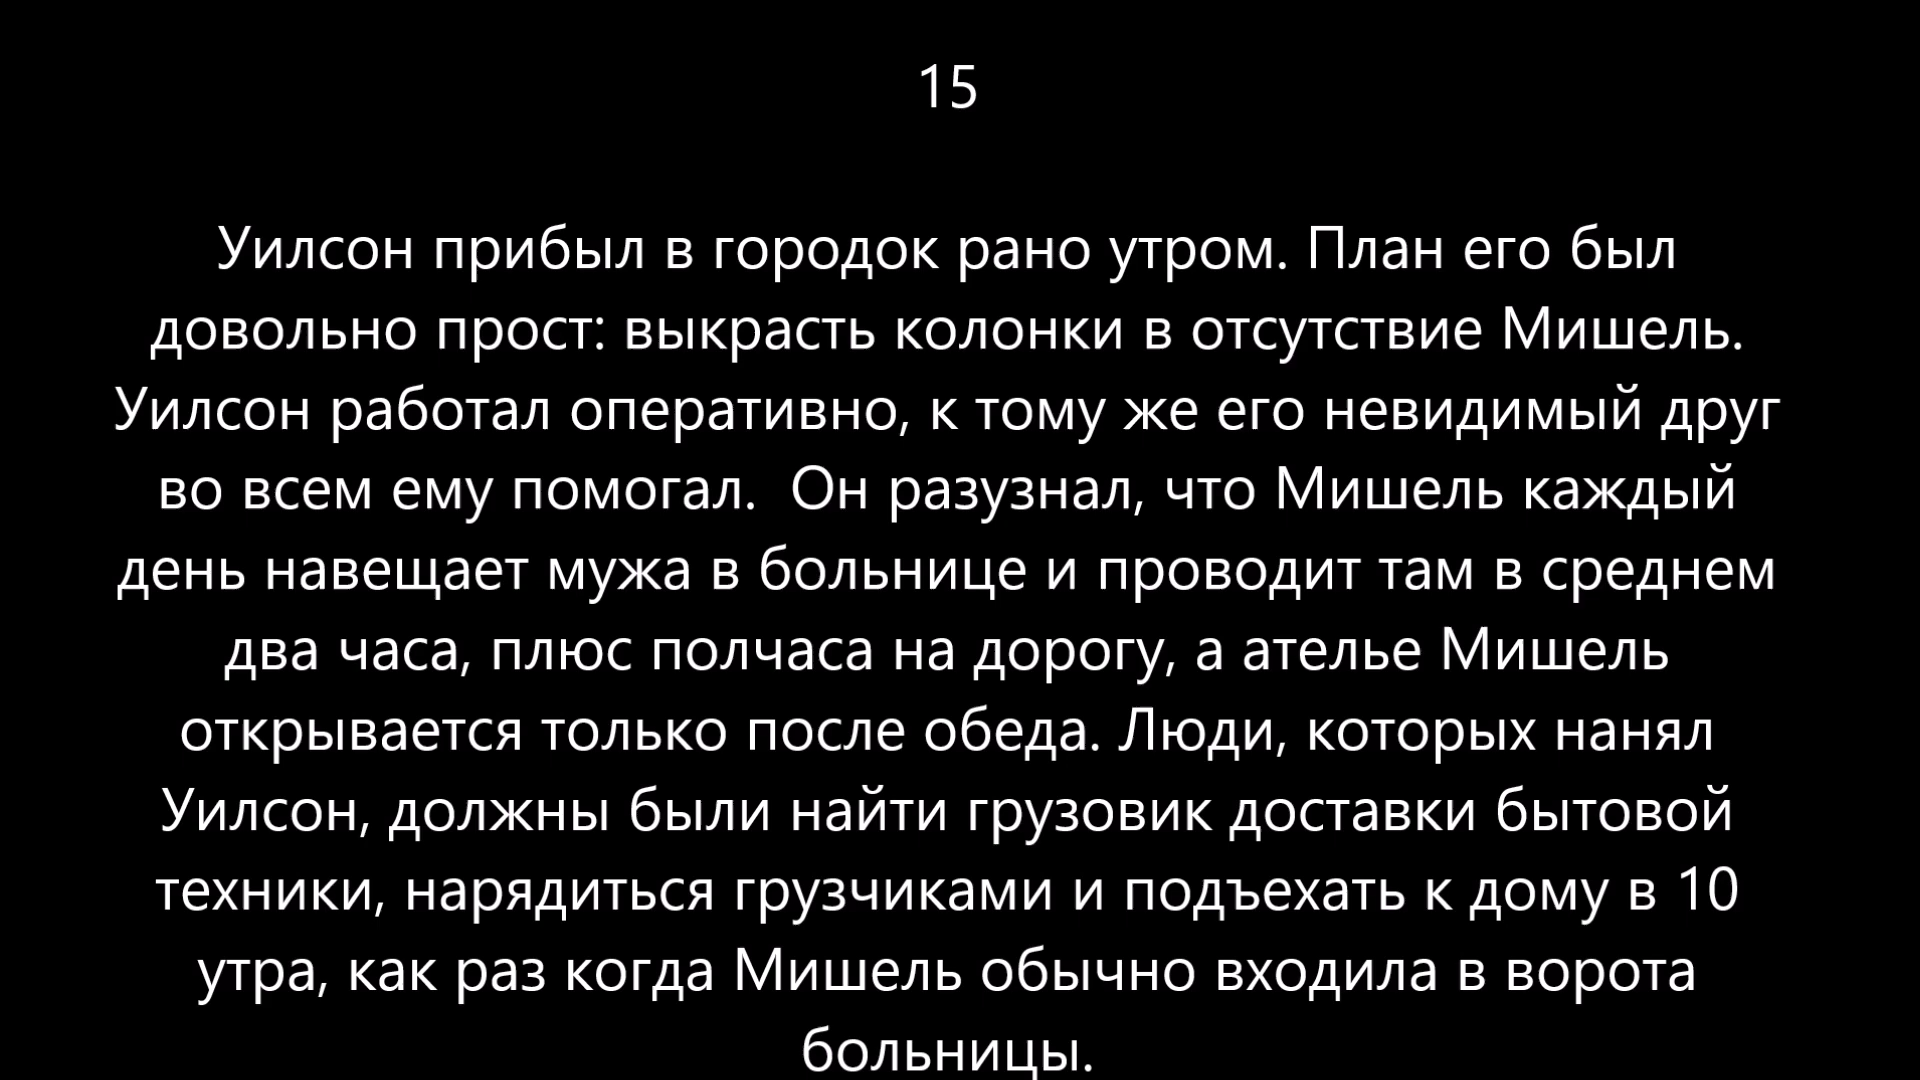 15
Уилсон прибыл в городок рано утром. План его был
довольно прост: выкрасть колонки в отсутствие Мишель.
Уилсон работал оперативно, к тому же его невидимый друг
во всем ему помогал.  Он разузнал, что Мишель каждый
день навещает мужа в больнице и проводит там в среднем
два часа, плюс полчаса на дорогу, а ателье Мишель
открывается только после обеда. Люди, которых нанял
Уилсон, должны были найти грузовик доставки бытовой
техники, нарядиться грузчиками и подъехать к дому в 10
утра, как раз когда Мишель обычно входила в ворота
больницы.